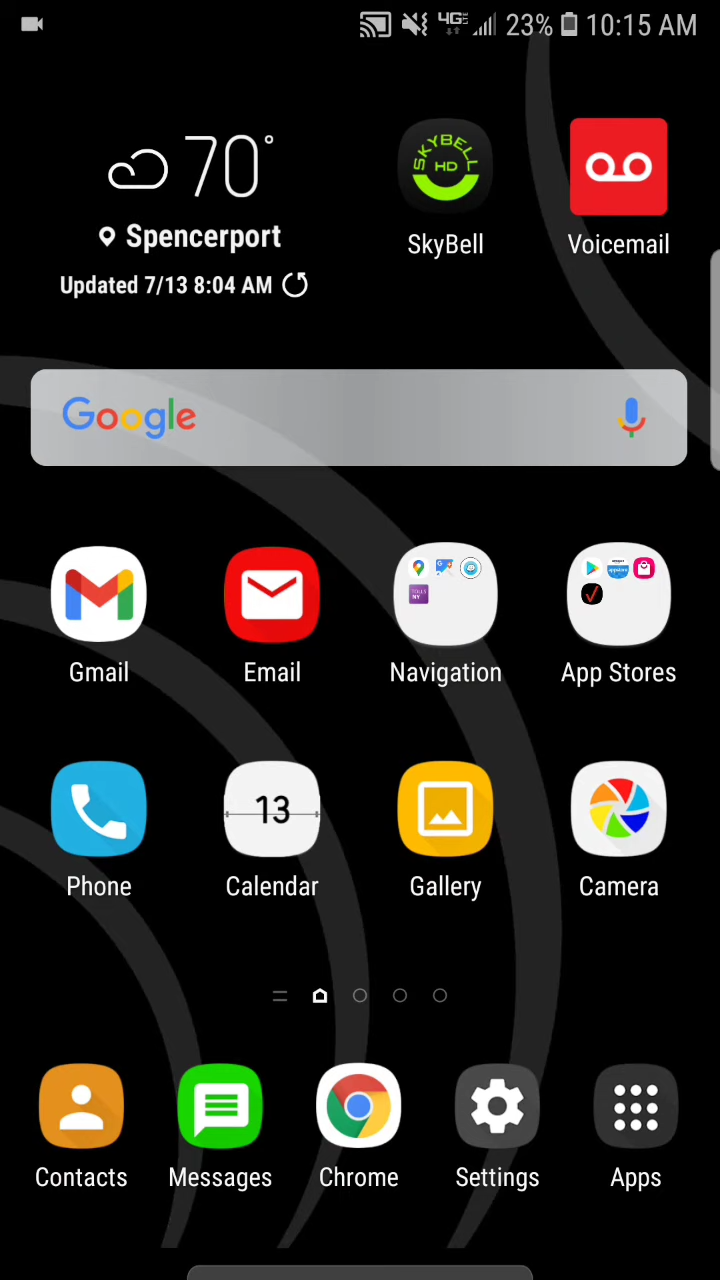 4GE 23% 10:15 AM
70°
Spencerport
Updated 7/13 8:04 AM
SKYBELL
HD
SkyBell
Voicemail
Google
Gmail
Email
Navigation
App Stores
Phone
13
Calendar
Gallery
Camera
Contacts
Messages
Chrome
Settings
Apps